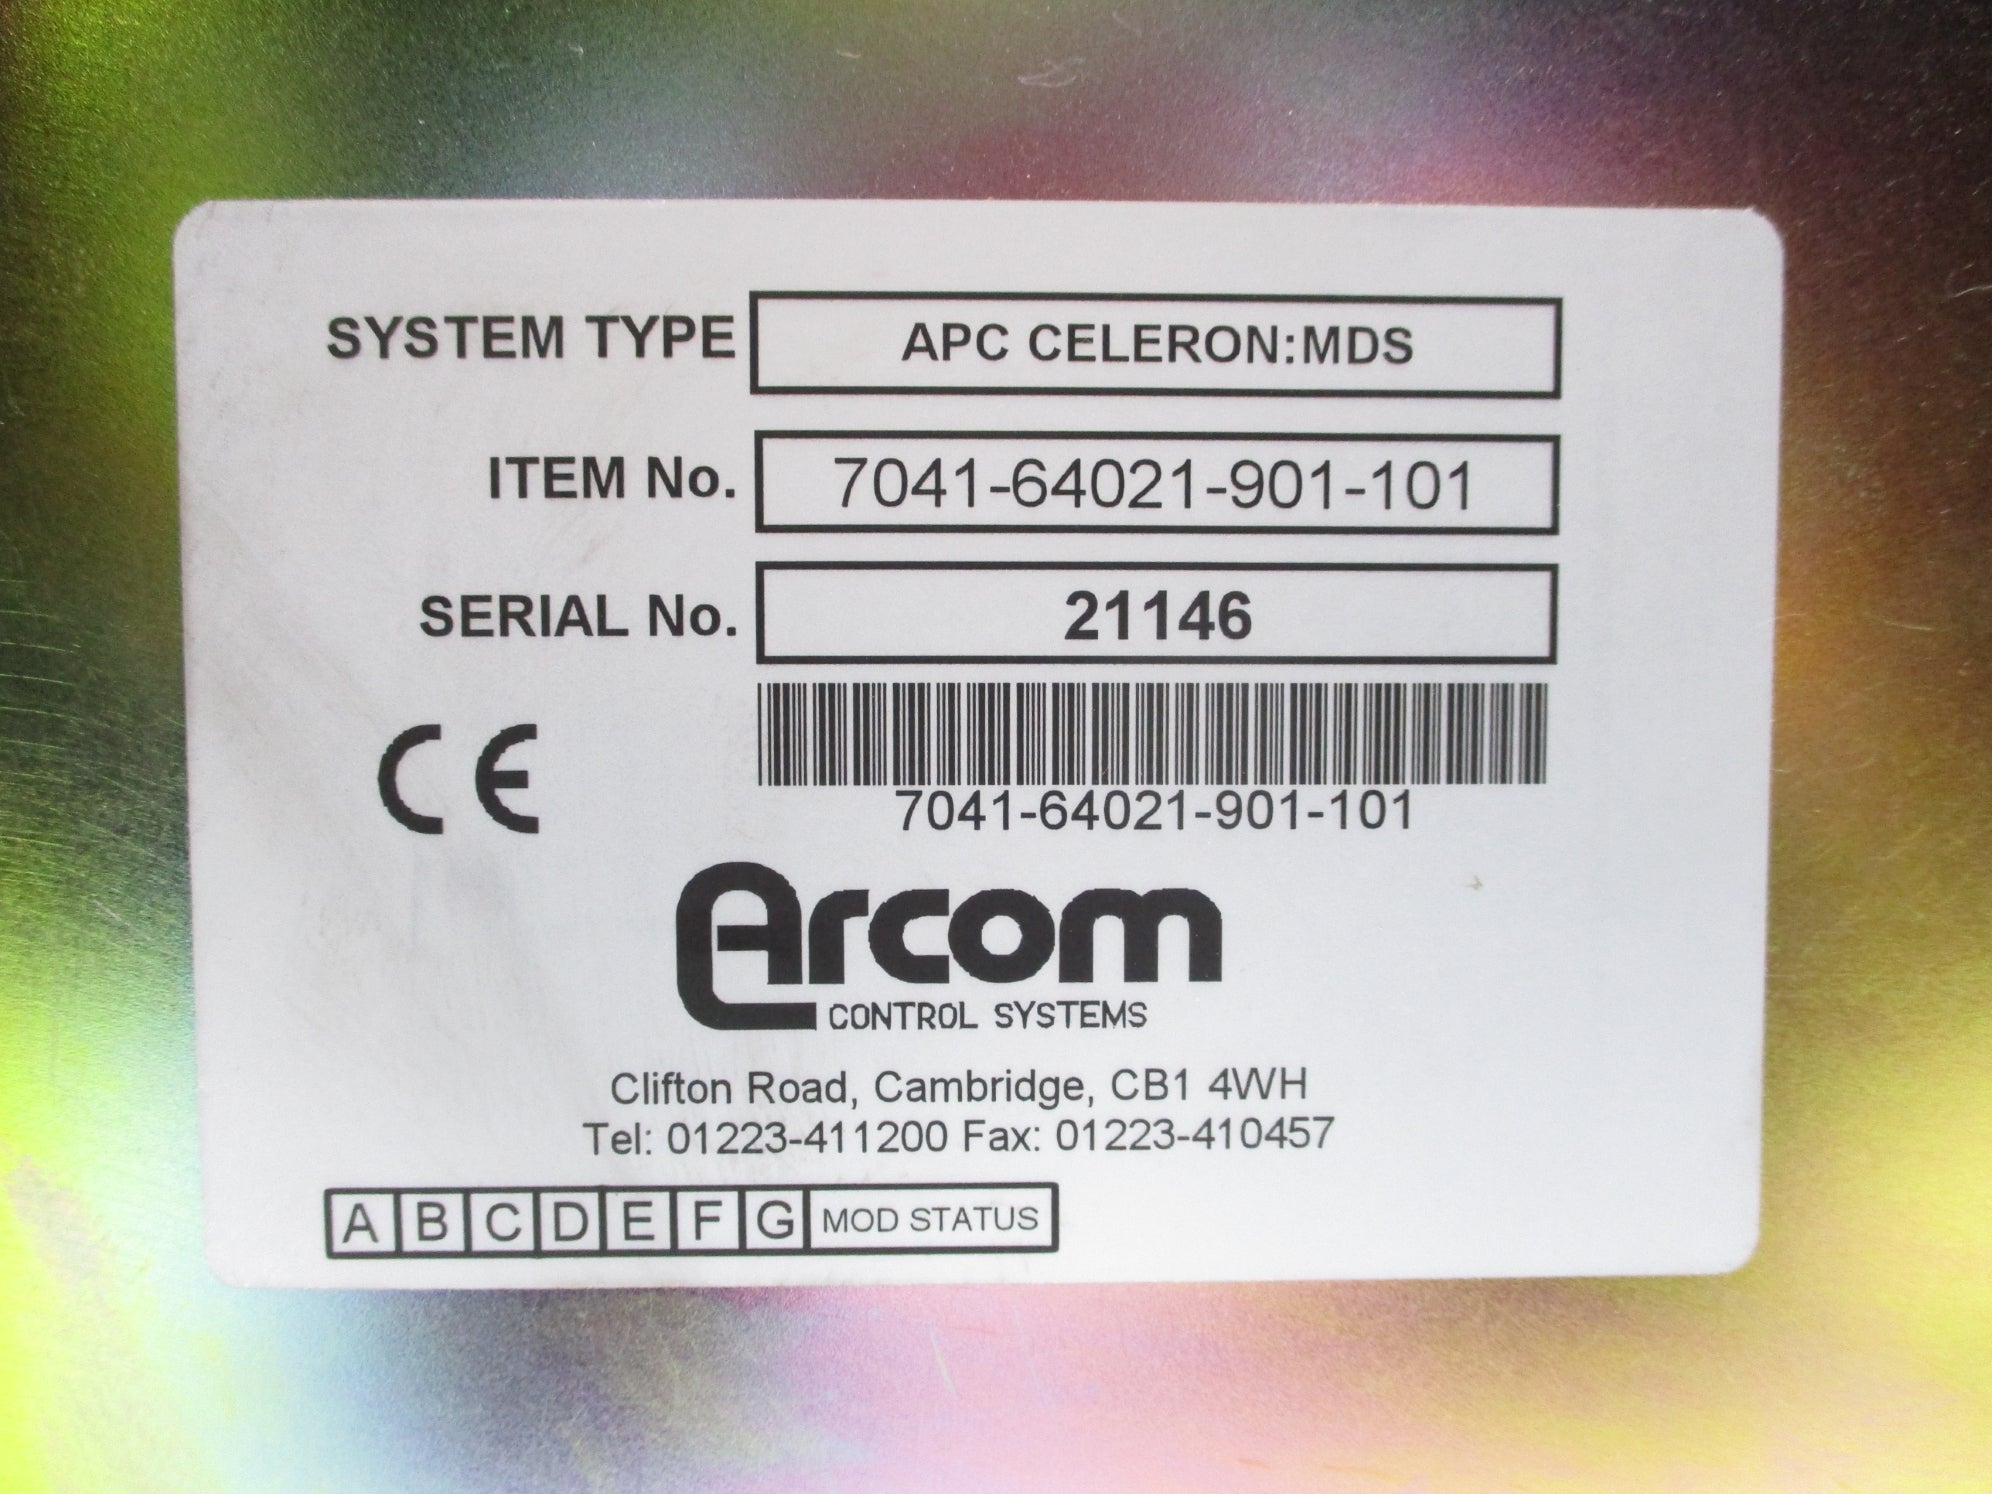 SYSTEM TYPE APC CELERON:MDS
ITEM No. 7041-64021-901-101
SERIAL No. 21146
CE
7041-64021-901-101
Arcom
CONTROL SYSTEMS
Clifton Road, Cambridge, CB1 4WH
Tel: 01223-411200 Fax: 01223-410457
A B C D E F G MOD STATUS